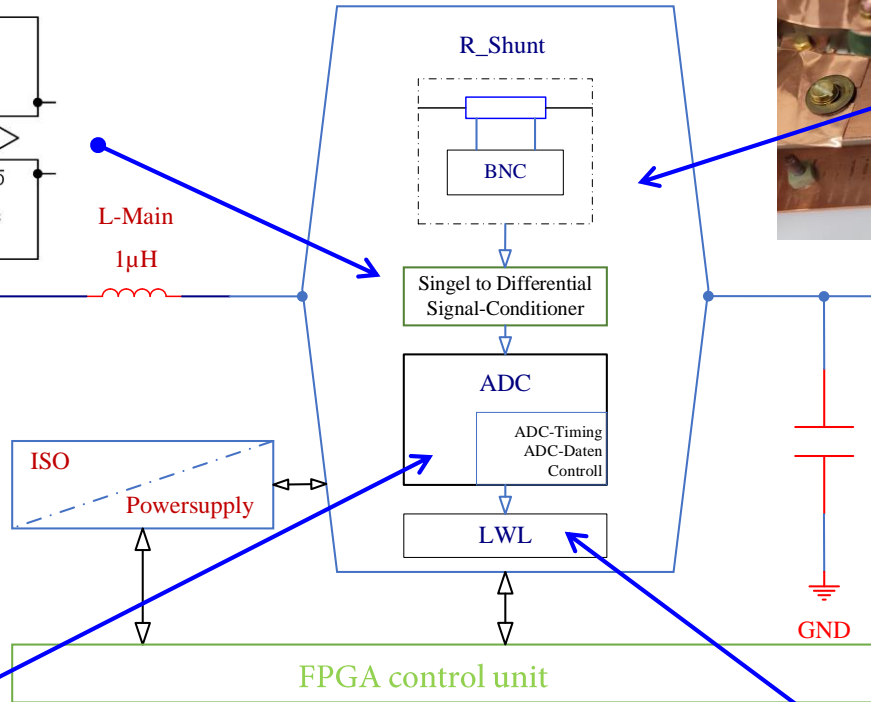 R_Shunt
BNC
L-Main
1µH
Singel to Differential
Signal-Conditioner
ADC
ADC-Timing
ADC-Daten
Controll
ISO
Powersupply
LWL
GND
FPGA control unit